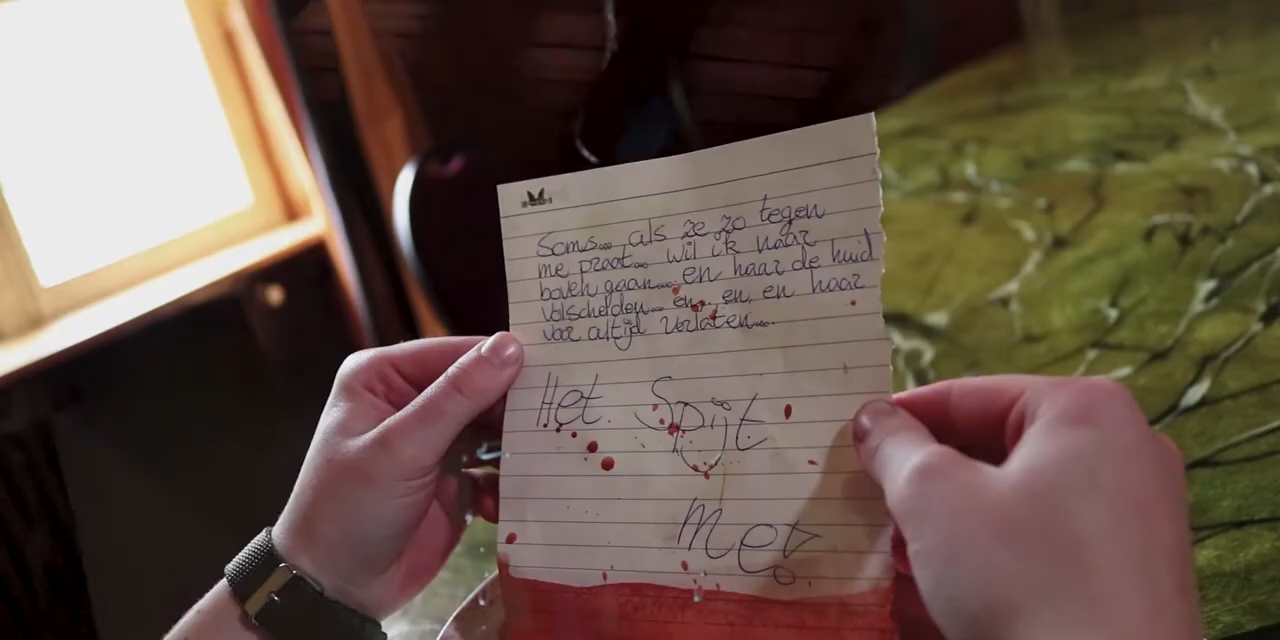 Soms... als ze zo tegen
me praat... wil ik naar
boven gaan... en haar de huid
volschelden... en, en, en haar
voor altijd verlaten...
Het Spijt
Me